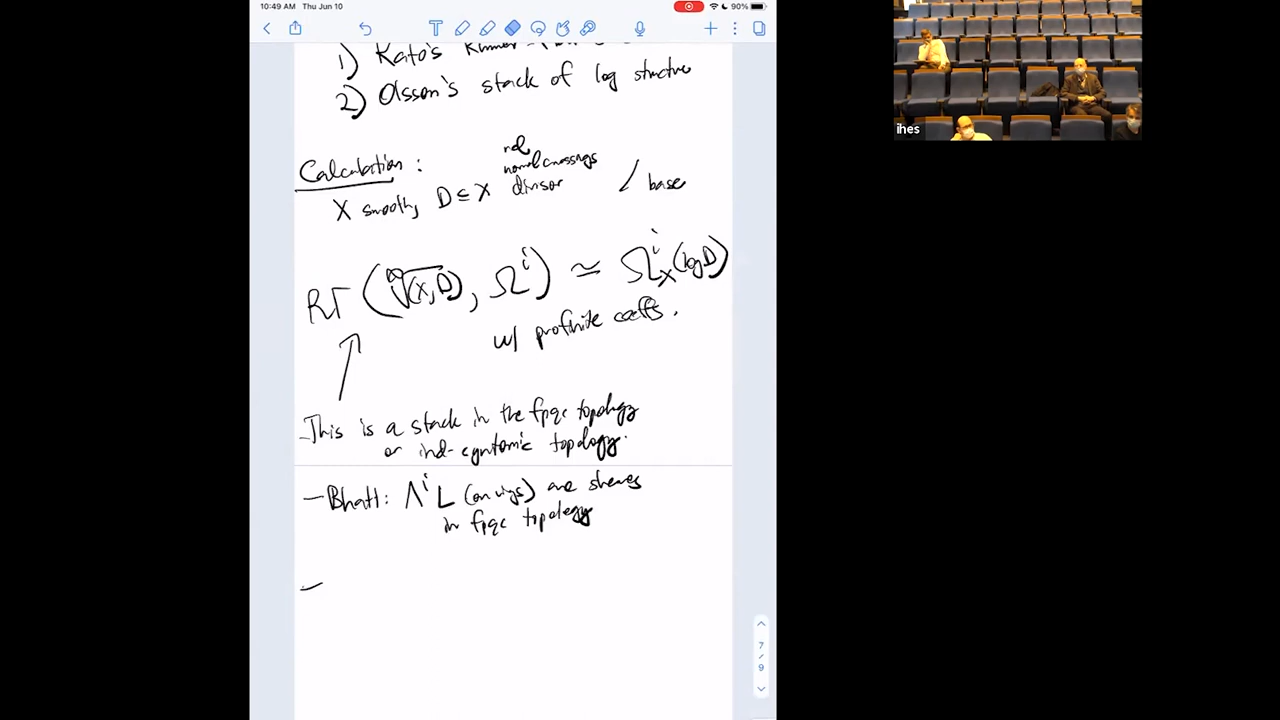 10:49 AM Thu Jun 10
90%
1) Kato's
2) Olsson's stack of log structure
Calculation:
rel
normal crossings
X smooth, D ⊆ X divisor / base
RΓ(∞√(X,D), Ω^i) ≃ Ω^i_X(log D)
w/ profinite coeffs.
This is a stack in the fpqc topology
or ind-syntomic topology.
— Bhatt: Λ^i L (on rings) are sheaves
in fpqc topology
—
ihes
7
/
9